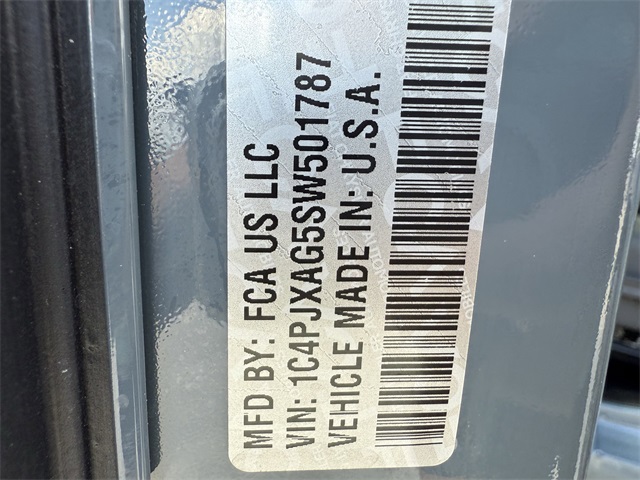 MFD BY: FCA US LLC
VIN: 1C4PJXAG5SW501787
VEHICLE MADE IN: U.S.A.